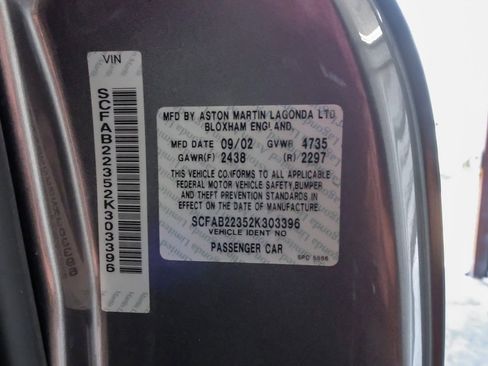 VIN
SCFAB22352K303396
MFD BY ASTON MARTIN LAGONDA LTD
BLOXHAM ENGLAND.
MFD DATE 09/02 GVWR 4735
GAWR(F) 2438 (R) 2297
THIS VEHICLE CONFORMS TO ALL APPLICABLE
FEDERAL MOTOR VEHICLE SAFETY, BUMPER
AND THEFT PREVENTION STANDARDS IN
EFFECT ON THE DATE OF MANUFACTURE.
SCFAB22352K303396
VEHICLE IDENT NO
PASSENGER CAR